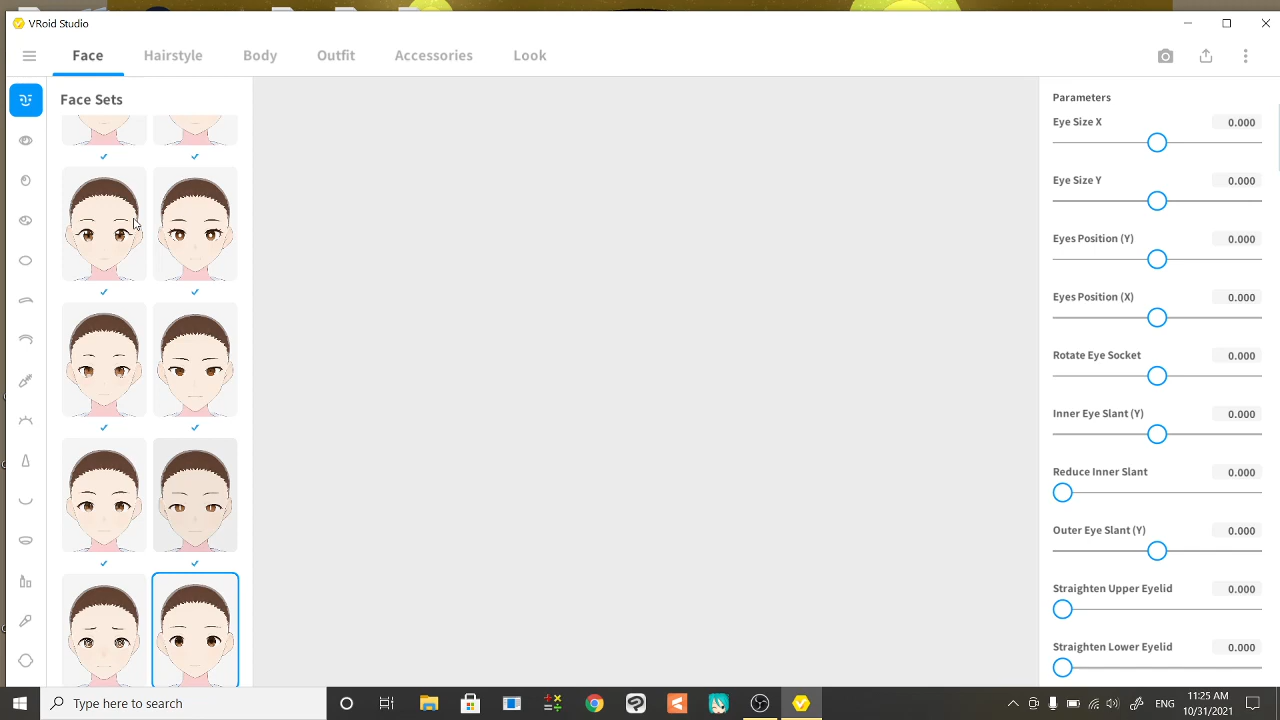 VRoid Studio
Face Hairstyle Body Outfit Accessories Look
Face Sets
Parameters
Eye Size X 0.000
Eye Size Y 0.000
Eyes Position (Y) 0.000
Eyes Position (X) 0.000
Rotate Eye Socket 0.000
Inner Eye Slant (Y) 0.000
Reduce Inner Slant 0.000
Outer Eye Slant (Y) 0.000
Straighten Upper Eyelid 0.000
Straighten Lower Eyelid 0.000
Type here to search
ENG
11:25 AM
10/31/2021